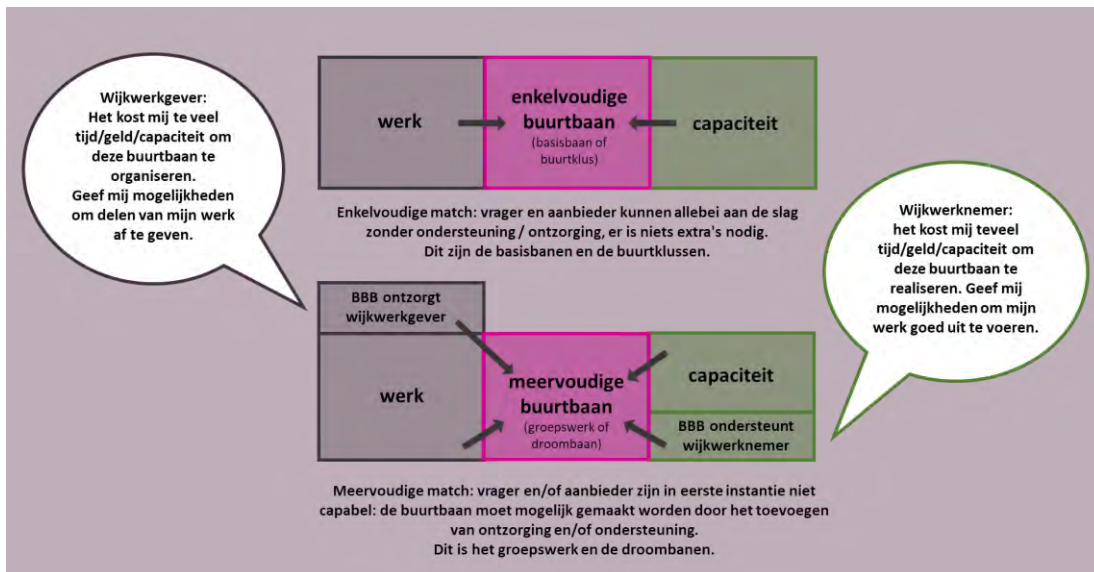 Wijkwerkgever:
Het kost mij te veel
tijd/geld/capaciteit om
deze buurtbaan te
organiseren.
Geef mij mogelijkheden
om delen van mijn werk
af te geven.
werk
enkelvoudige
buurtbaan
(basisbaan of
buurtklus)
capaciteit
Enkelvoudige match: vrager en aanbieder kunnen allebei aan de slag
zonder ondersteuning / ontzorging, er is niets extra's nodig.
Dit zijn de basisbanen en de buurtklussen.
Wijkwerknemer:
het kost mij teveel
tijd/geld/capaciteit om
deze buurtbaan te
realiseren. Geef mij
mogelijkheden om mijn
werk goed uit te voeren.
BBB ontzorgt
wijkwerkgever
werk
meervoudige
buurtbaan
(groepswerk of
droombaan)
capaciteit
BBB ondersteunt
wijkwerknemer
Meervoudige match: vrager en/of aanbieder zijn in eerste instantie niet
capabel: de buurtbaan moet mogelijk gemaakt worden door het toevoegen
van ontzorging en/of ondersteuning.
Dit is het groepswerk en de droombanen.